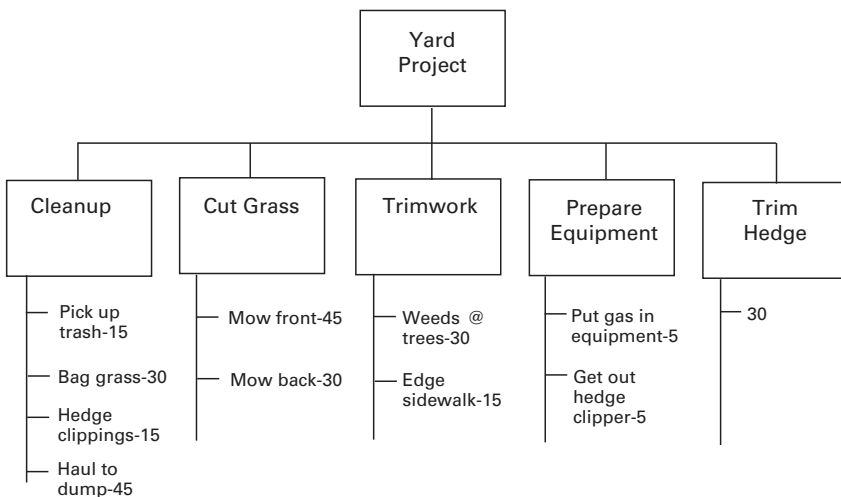 Yard
Project
Cleanup
Cut Grass
Trimwork
Prepare
Equipment
Trim
Hedge
Pick up
trash-15
Bag grass-30
Hedge
clippings-15
Haul to
dump-45
Mow front-45
Mow back-30
Weeds @
trees-30
Edge
sidewalk-15
Put gas in
equipment-5
Get out
hedge
clipper-5
30